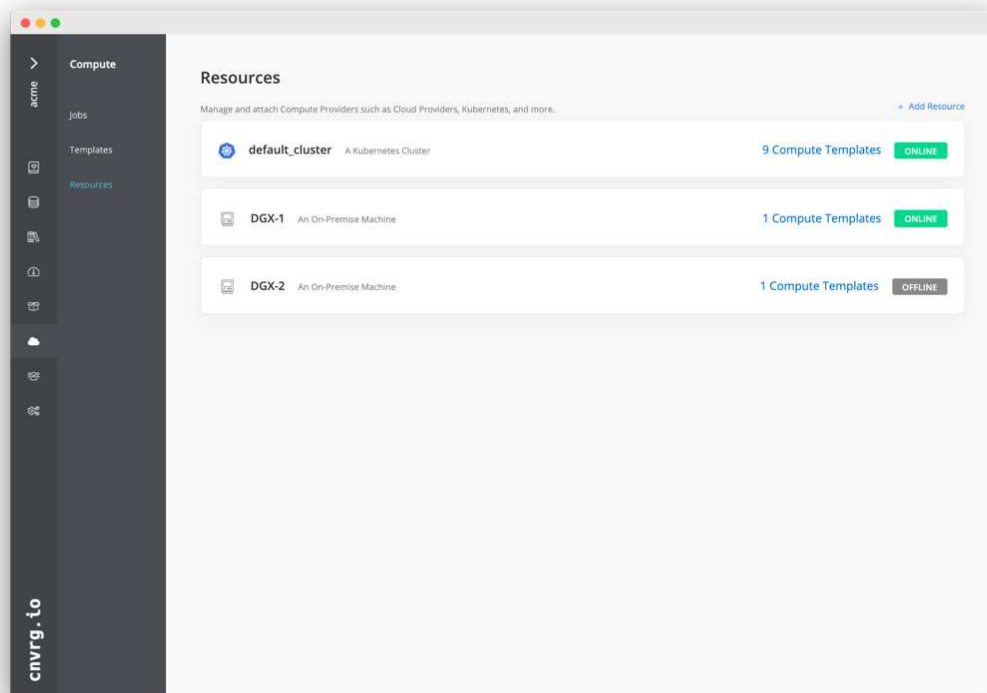 acme
Compute
Jobs
Templates
Resources
cnvrg.io
Resources
Manage and attach Compute Providers such as Cloud Providers, Kubernetes, and more.
+ Add Resource
default_cluster A Kubernetes Cluster 9 Compute Templates ONLINE
DGX-1 An On-Premise Machine 1 Compute Templates ONLINE
DGX-2 An On-Premise Machine 1 Compute Templates OFFLINE